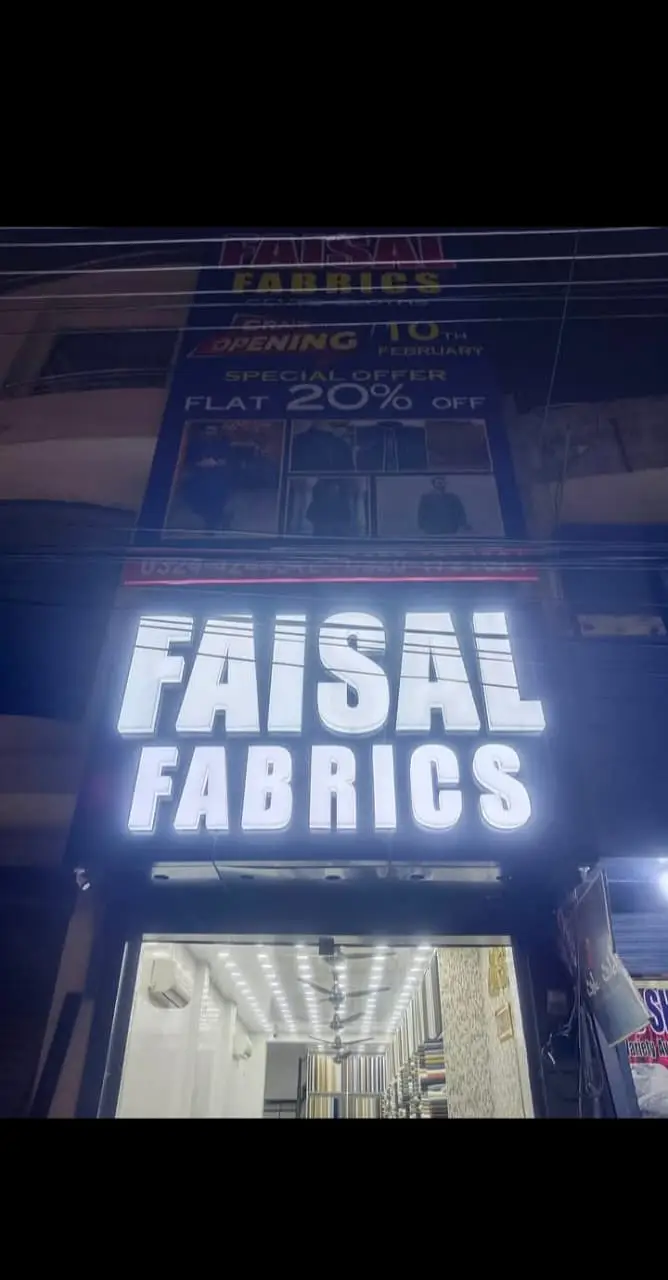 FAISAL
FABRICS
GRAND
OPENING
10TH
FEBRUARY
SPECIAL OFFER
FLAT 20% OFF
FAISAL
FABRICS